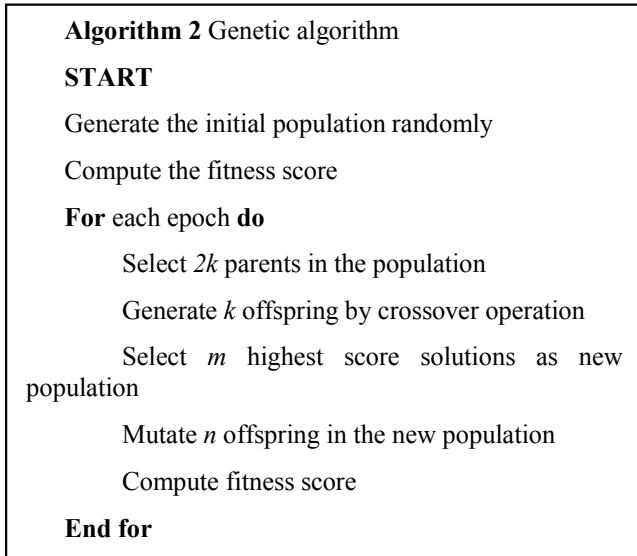 Algorithm 2 Genetic algorithm
START
Generate the initial population randomly
Compute the fitness score
For each epoch do
Select 2k parents in the population
Generate k offspring by crossover operation
Select m highest score solutions as new
population
Mutate n offspring in the new population
Compute fitness score
End for